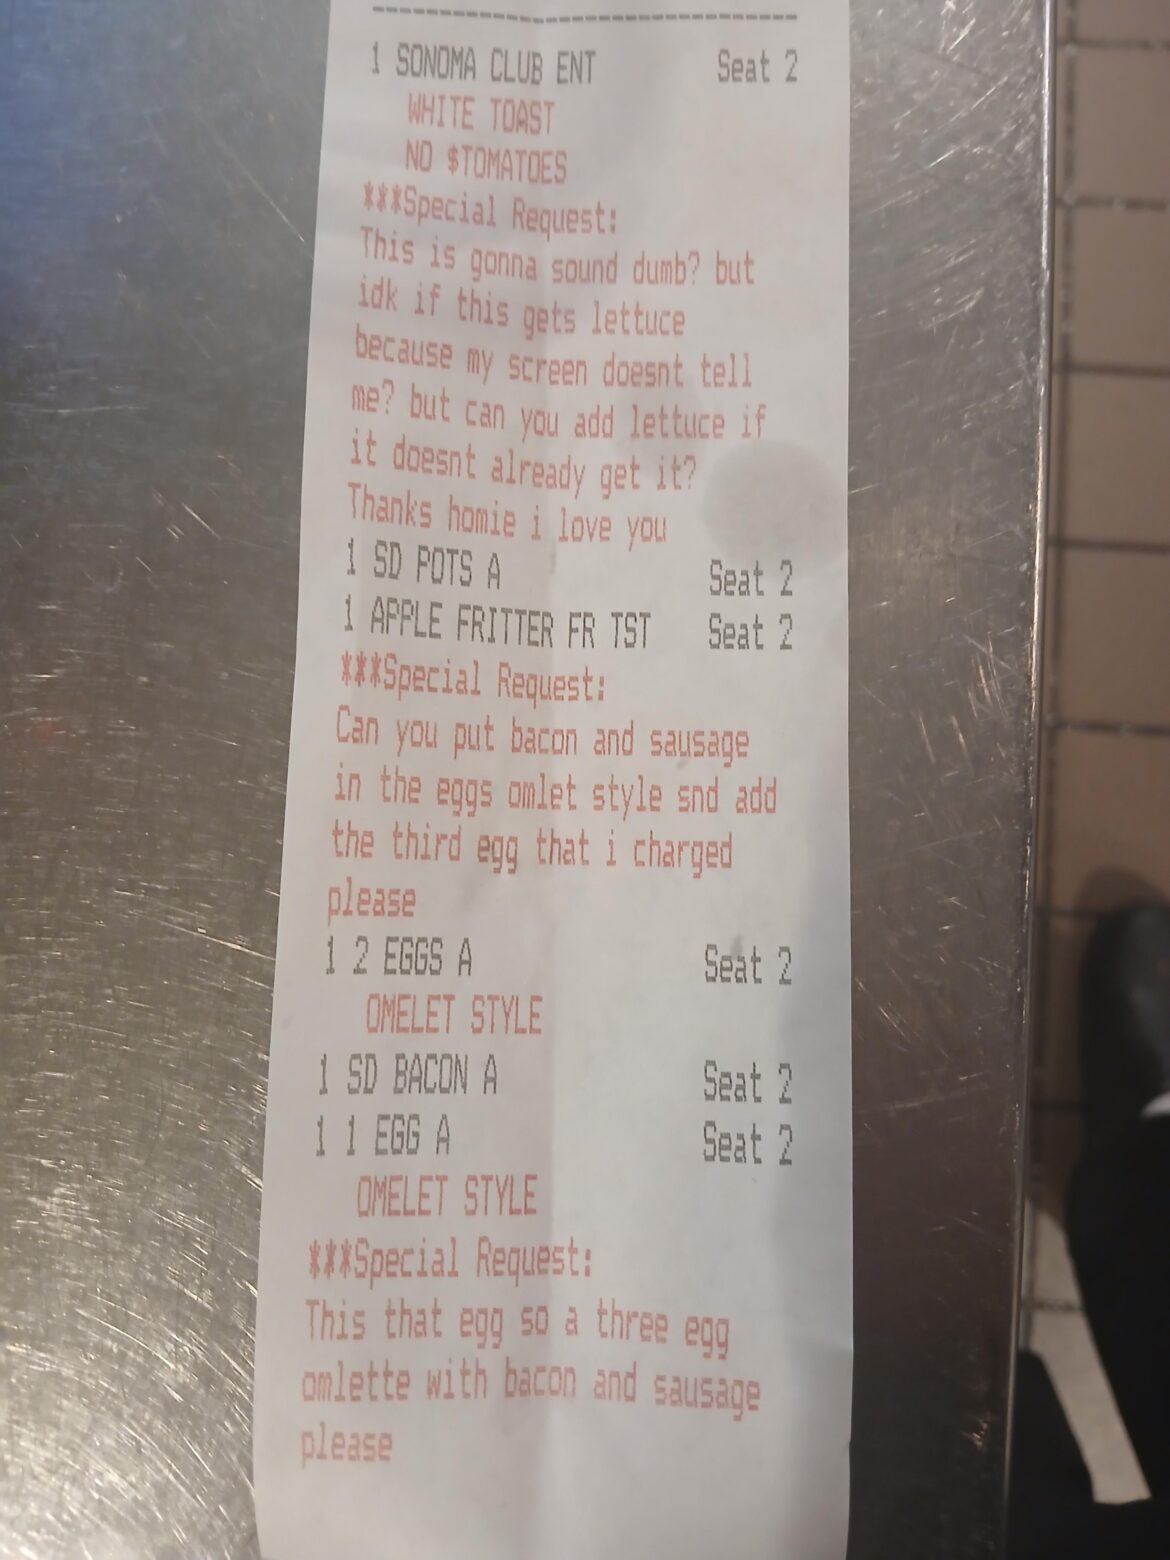 1 SONOMA CLUB ENT Seat 2
WHITE TOAST
NO $TOMATOES
***Special Request:
This is gonna sound dumb? but
idk if this gets lettuce
because my screen doesnt tell
me? but can you add lettuce if
it doesnt already get it?
Thanks homie i love you
1 SD POTS A Seat 2
1 APPLE FRITTER FR TST Seat 2
***Special Request:
Can you put bacon and sausage
in the eggs omlet style snd add
the third egg that i charged
please
1 2 EGGS A Seat 2
OMELET STYLE
1 SD BACON A Seat 2
1 1 EGG A Seat 2
OMELET STYLE
***Special Request:
This that egg so a three egg
omlette with bacon and sausage
please